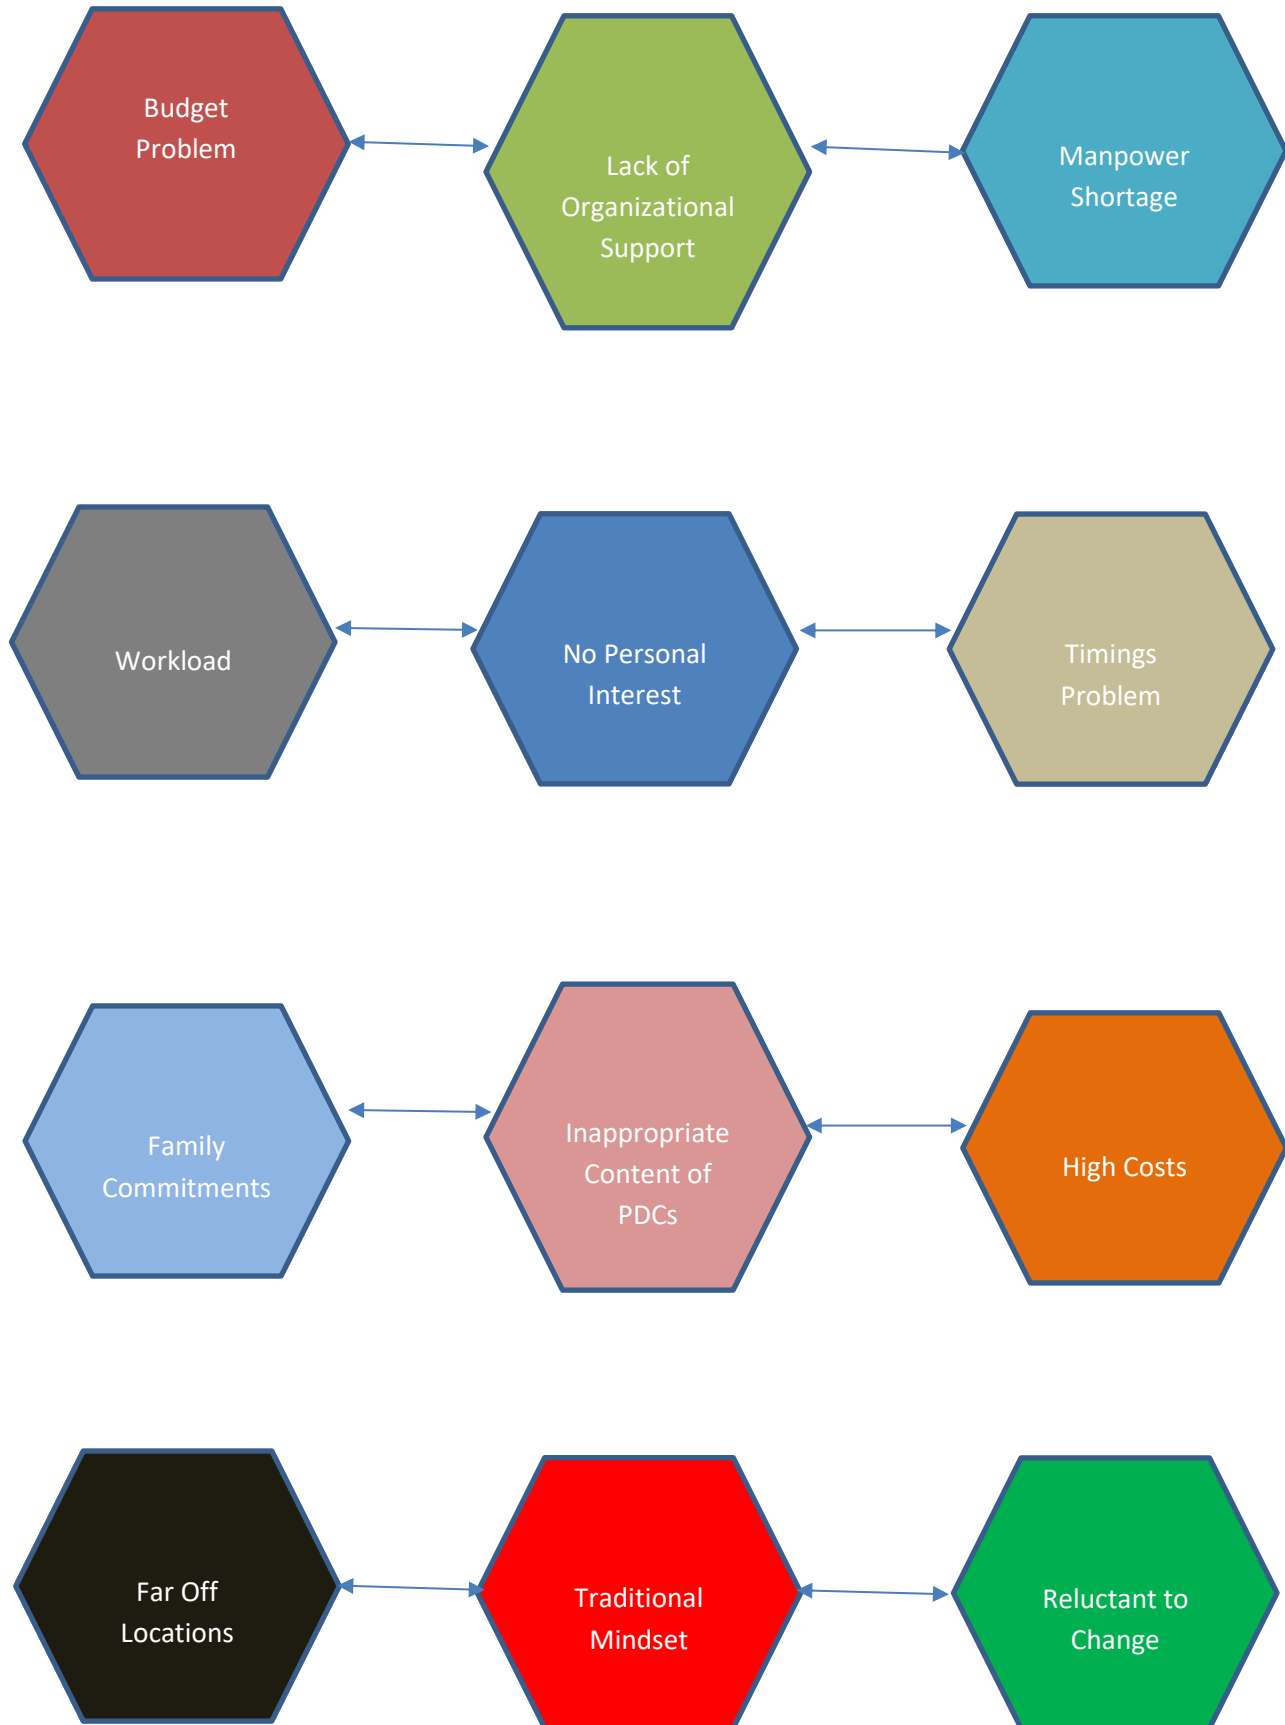 Budget
Problem
Lack of
Organizational
Support
Manpower
Shortage
Workload
No Personal
Interest
Timings
Problem
Family
Commitments
Inappropriate
Content of
PDCs
High Costs
Far Off
Locations
Traditional
Mindset
Reluctant to
Change